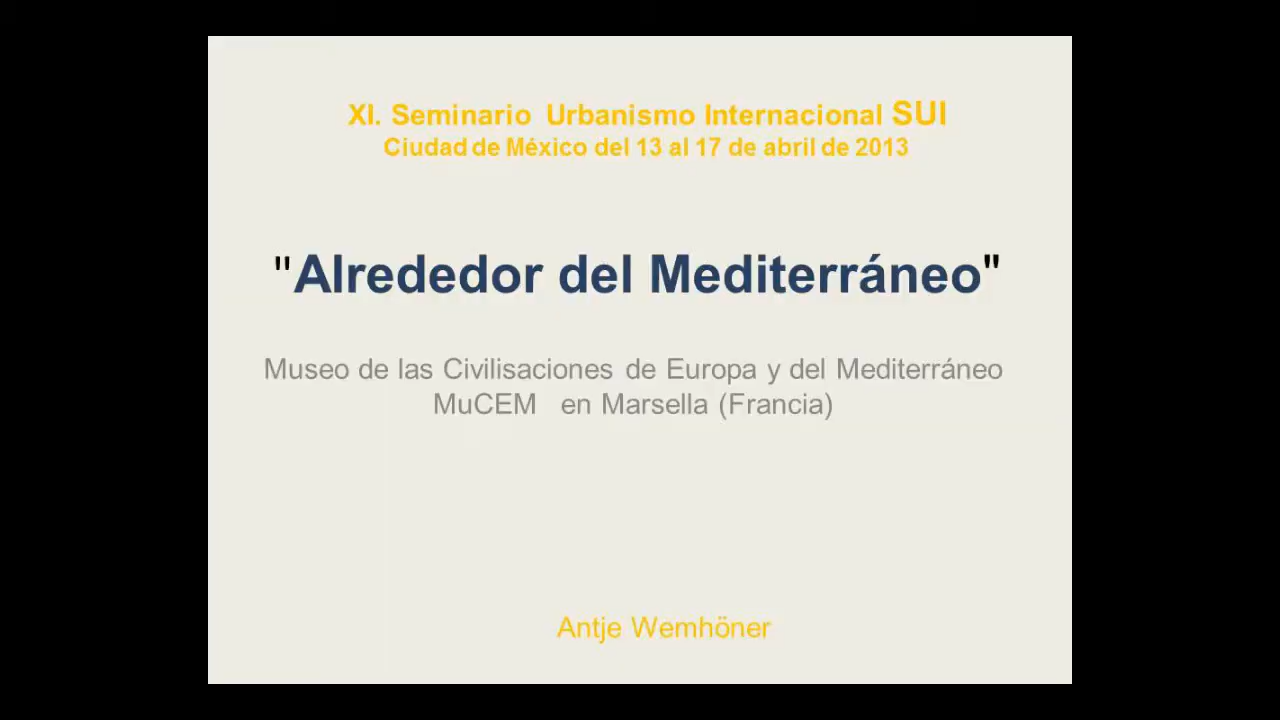 XI. Seminario Urbanismo Internacional SUI
Ciudad de México del 13 al 17 de abril de 2013
"Alrededor del Mediterráneo"
Museo de las Civilisaciones de Europa y del Mediterráneo
MuCEM en Marsella (Francia)
Antje Wemhöner